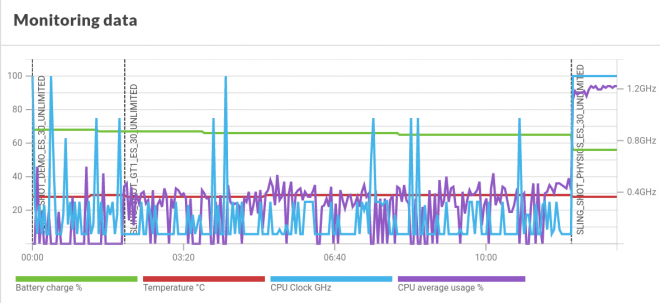 Monitoring data
100
80
60
40
20
SLING_SHOT_DEMO_ES_30_UNLIMITED
SLING_SHOT_GT1_ES_30_UNLIMITED
SLING_SHOT_PHYSICS_ES_30_UNLIMITED
1.2GHz
0.8GHz
0.4GHz
00:00 03:20 06:40 10:00
Battery charge % Temperature °C CPU Clock GHz CPU average usage %